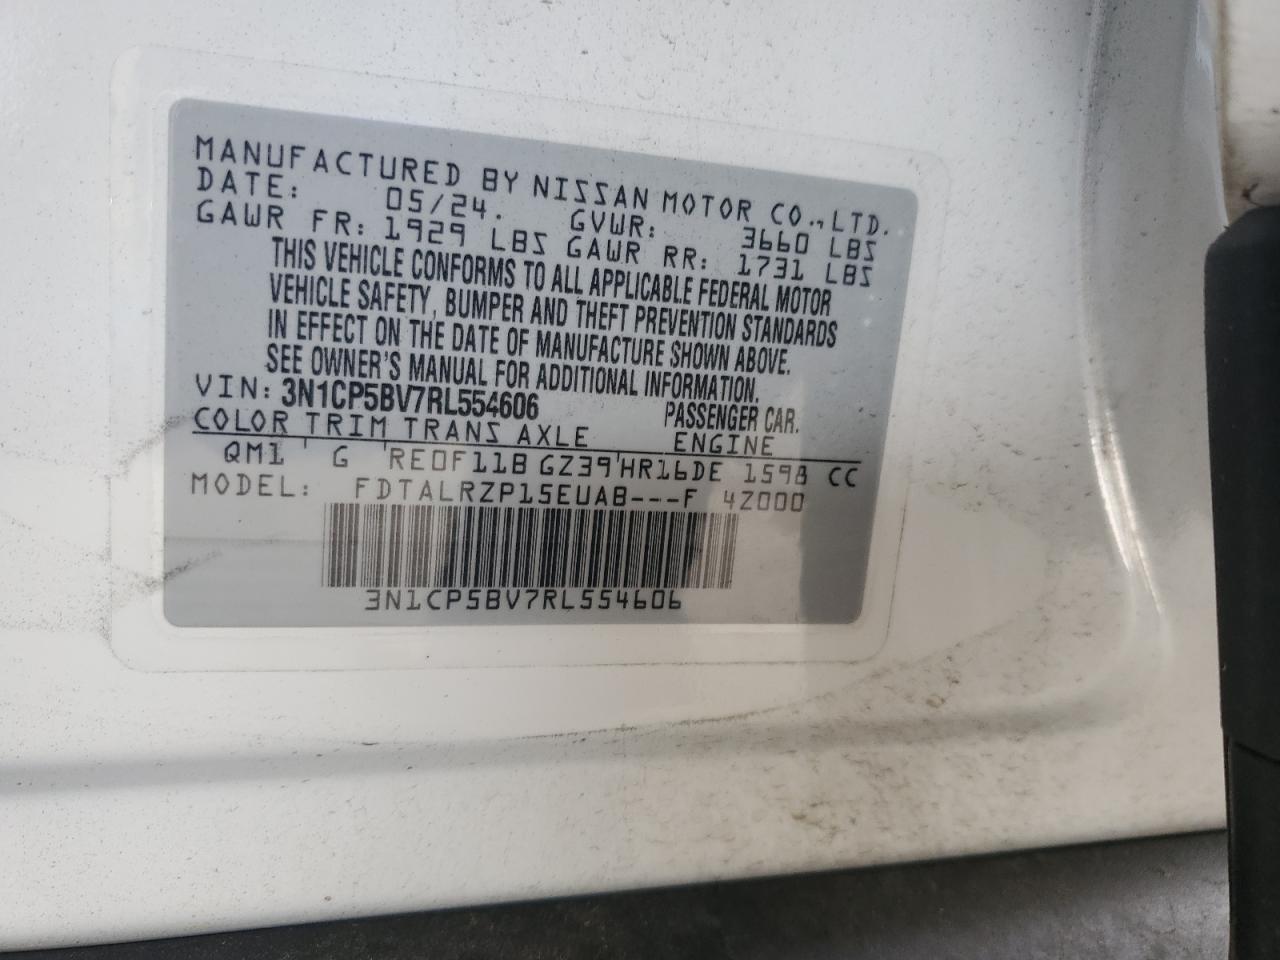 MANUFACTURED BY NISSAN MOTOR CO., LTD.
DATE: 05/24. GVWR: 3660 LBS
GAWR FR: 1929 LBS GAWR RR: 1731 LBS
THIS VEHICLE CONFORMS TO ALL APPLICABLE FEDERAL MOTOR
VEHICLE SAFETY, BUMPER AND THEFT PREVENTION STANDARDS
IN EFFECT ON THE DATE OF MANUFACTURE SHOWN ABOVE.
SEE OWNER'S MANUAL FOR ADDITIONAL INFORMATION.
VIN: 3N1CP5BV7RL554606 PASSENGER CAR.
COLOR TRIM TRANS AXLE ENGINE
QM1 G RE0F11B GZ39 HR16DE 1598 CC
MODEL: FDTALRZP15EUAB---F 4Z000
3N1CP5BV7RL554606